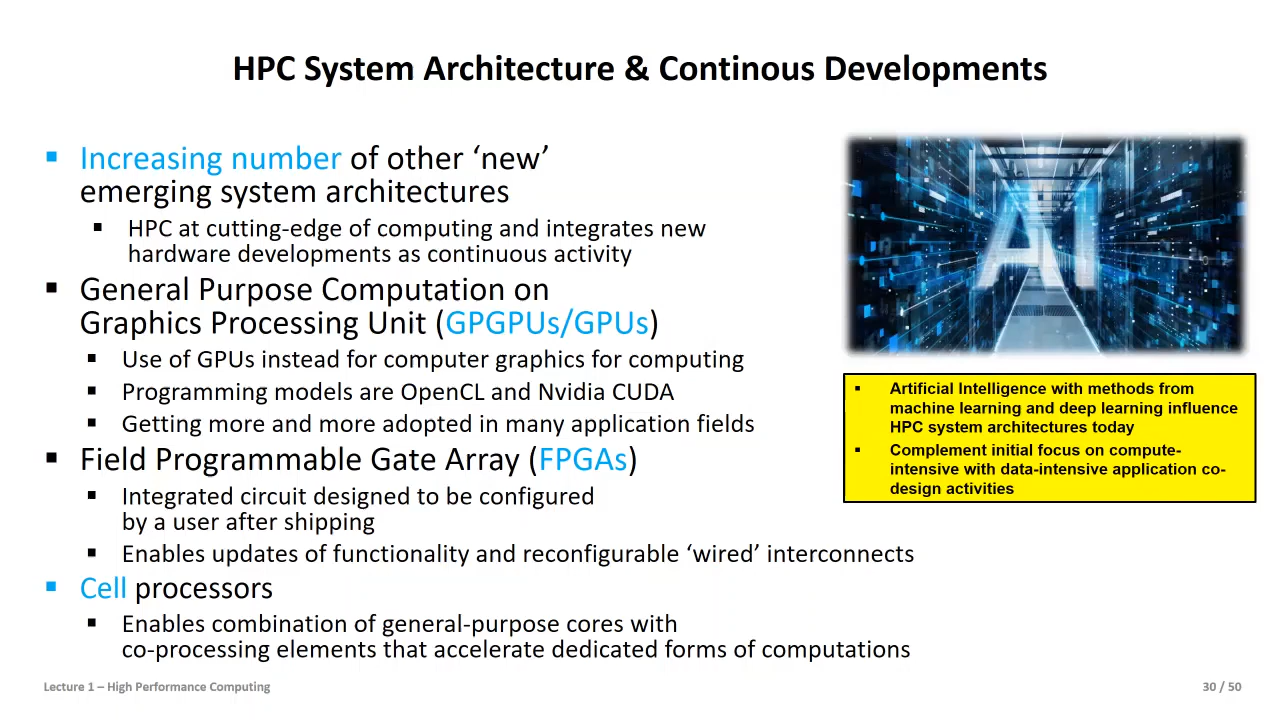 HPC System Architecture & Continous Developments
▪ Increasing number of other ‘new’
emerging system architectures
▪ HPC at cutting-edge of computing and integrates new
hardware developments as continuous activity
▪ General Purpose Computation on
Graphics Processing Unit (GPGPUs/GPUs)
▪ Use of GPUs instead for computer graphics for computing
▪ Programming models are OpenCL and Nvidia CUDA
▪ Getting more and more adopted in many application fields
▪ Field Programmable Gate Array (FPGAs)
▪ Integrated circuit designed to be configured
by a user after shipping
▪ Enables updates of functionality and reconfigurable ‘wired’ interconnects
▪ Cell processors
▪ Enables combination of general-purpose cores with
co-processing elements that accelerate dedicated forms of computations
AI
▪ Artificial Intelligence with methods from
machine learning and deep learning influence
HPC system architectures today
▪ Complement initial focus on compute-
intensive with data-intensive application co-
design activities
Lecture 1 – High Performance Computing
30 / 50